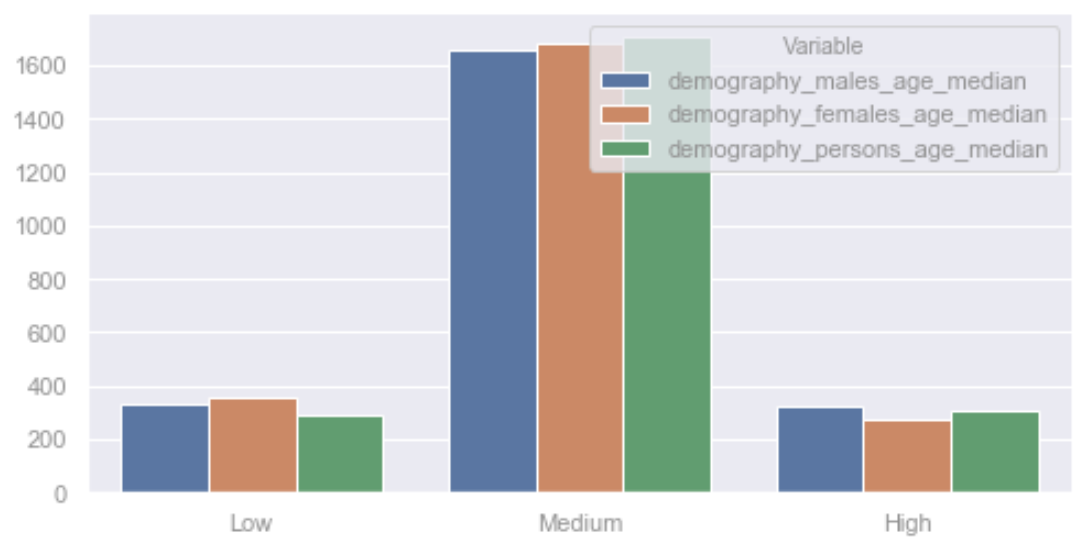 Variable
demography_males_age_median
demography_females_age_median
demography_persons_age_median
1600
1400
1200
1000
800
600
400
200
0
Low Medium High